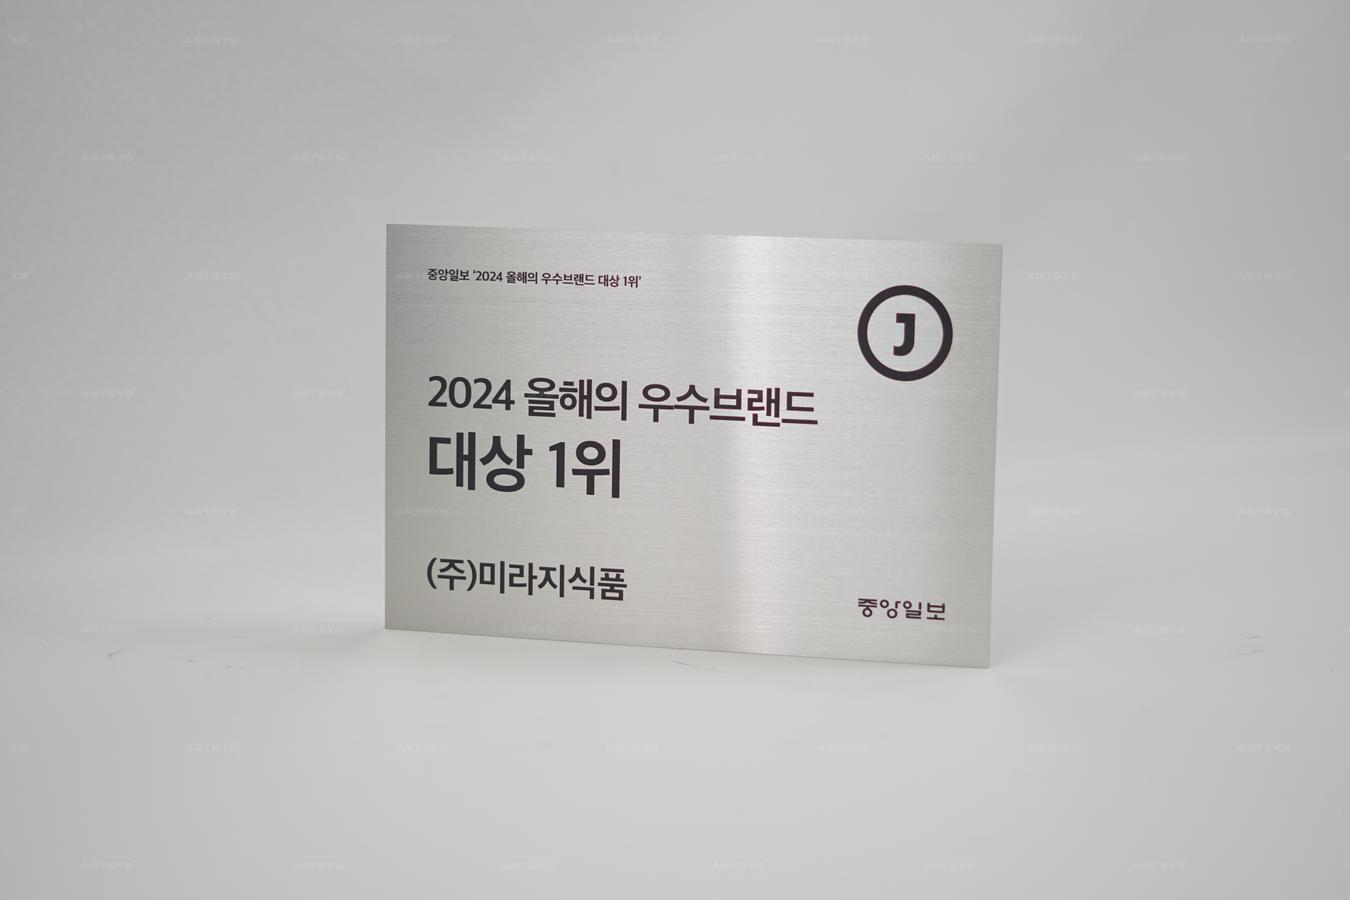 중앙일보 '2024 올해의 우수브랜드 대상 1위'
J
2024 올해의 우수브랜드
대상 1위
(주)미라지식품
중앙일보
ARTSYS